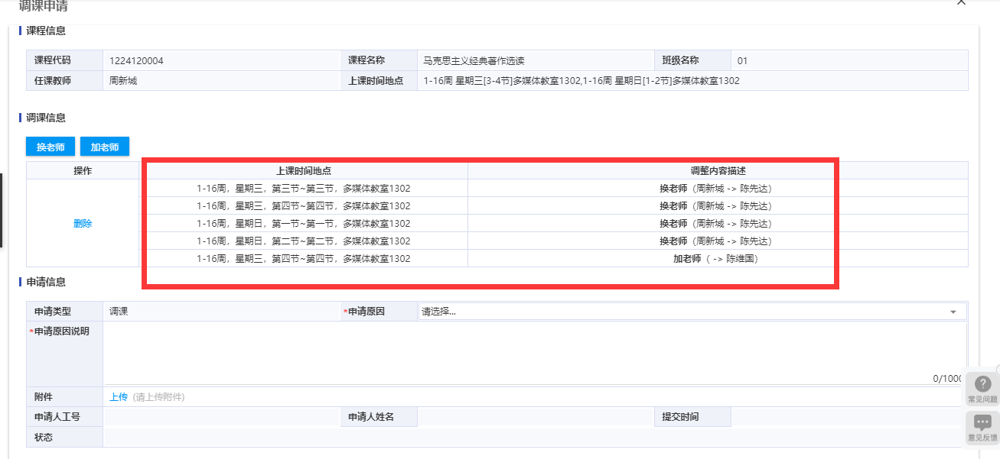 调课申请
课程信息
课程代码 1224120004 课程名称 马克思主义经典著作选读 班级名称 01
任课教师 周新城 上课时间地点 1-16周 星期三[3-4节]多媒体教室1302,1-16周 星期日[1-2节]多媒体教室1302
调课信息
换老师 加老师
操作 上课时间地点 调整内容描述
1-16周，星期三，第三节~第三节，多媒体教室1302 换老师（周新城 -> 陈先达）
1-16周，星期三，第四节~第四节，多媒体教室1302 换老师（周新城 -> 陈先达）
删除 1-16周，星期日，第一节~第一节，多媒体教室1302 换老师（周新城 -> 陈先达）
1-16周，星期日，第二节~第二节，多媒体教室1302 换老师（周新城 -> 陈先达）
1-16周，星期三，第四节~第四节，多媒体教室1302 加老师（ -> 陈维国）
申请信息
申请类型 调课 *申请原因 请选择...
*申请原因说明
0/1000
附件 上传 (请上传附件)
申请人工号 申请人姓名 提交时间
状态
常见问题
意见反馈